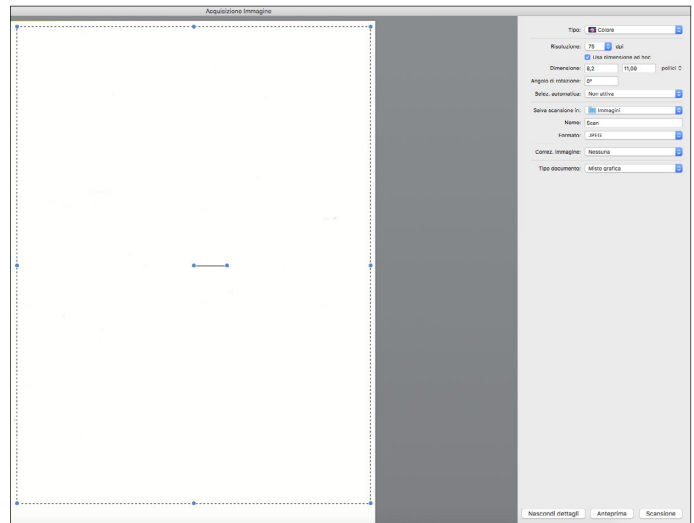 Acquisizione Immagine
Tipo: Colore
Risoluzione: 75 dpi
Usa dimensione ad hoc
Dimensione: 8,2 11,09 pollici
Angolo di rotazione: 0°
Selez. automatica: Non attiva
Salva scansione in: Immagini
Nome: Scan
Formato: JPEG
Correz. immagine: Nessuna
Tipo documento: Misto grafica
Nascondi dettagli Anteprima Scansione